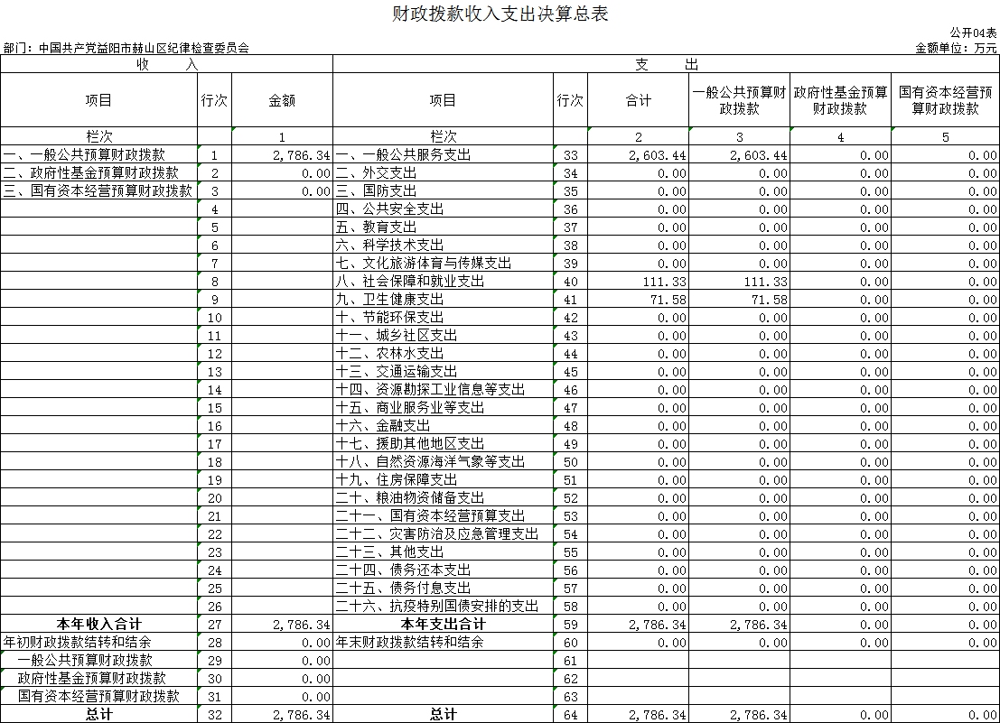 财政拨款收入支出决算总表
公开04表
部门：中国共产党益阳市赫山区纪律检查委员会 金额单位：万元
收 入 支 出
项目 行次 金额 项目 行次 合计 一般公共预算财政拨款 政府性基金预算财政拨款 国有资本经营预算财政拨款
栏次 1 栏次 2 3 4 5
一、一般公共预算财政拨款 1 2,786.34 一、一般公共服务支出 33 2,603.44 2,603.44 0.00 0.00
二、政府性基金预算财政拨款 2 0.00 二、外交支出 34 0.00 0.00 0.00 0.00
三、国有资本经营预算财政拨款 3 0.00 三、国防支出 35 0.00 0.00 0.00 0.00
4 四、公共安全支出 36 0.00 0.00 0.00 0.00
5 五、教育支出 37 0.00 0.00 0.00 0.00
6 六、科学技术支出 38 0.00 0.00 0.00 0.00
7 七、文化旅游体育与传媒支出 39 0.00 0.00 0.00 0.00
8 八、社会保障和就业支出 40 111.33 111.33 0.00 0.00
9 九、卫生健康支出 41 71.58 71.58 0.00 0.00
10 十、节能环保支出 42 0.00 0.00 0.00 0.00
11 十一、城乡社区支出 43 0.00 0.00 0.00 0.00
12 十二、农林水支出 44 0.00 0.00 0.00 0.00
13 十三、交通运输支出 45 0.00 0.00 0.00 0.00
14 十四、资源勘探工业信息等支出 46 0.00 0.00 0.00 0.00
15 十五、商业服务业等支出 47 0.00 0.00 0.00 0.00
16 十六、金融支出 48 0.00 0.00 0.00 0.00
17 十七、援助其他地区支出 49 0.00 0.00 0.00 0.00
18 十八、自然资源海洋气象等支出 50 0.00 0.00 0.00 0.00
19 十九、住房保障支出 51 0.00 0.00 0.00 0.00
20 二十、粮油物资储备支出 52 0.00 0.00 0.00 0.00
21 二十一、国有资本经营预算支出 53 0.00 0.00 0.00 0.00
22 二十二、灾害防治及应急管理支出 54 0.00 0.00 0.00 0.00
23 二十三、其他支出 55 0.00 0.00 0.00 0.00
24 二十四、债务还本支出 56 0.00 0.00 0.00 0.00
25 二十五、债务付息支出 57 0.00 0.00 0.00 0.00
26 二十六、抗疫特别国债安排的支出 58 0.00 0.00 0.00 0.00
本年收入合计 27 2,786.34 本年支出合计 59 2,786.34 2,786.34 0.00 0.00
年初财政拨款结转和结余 28 0.00 年末财政拨款结转和结余 60 0.00 0.00 0.00 0.00
一般公共预算财政拨款 29 0.00 61
政府性基金预算财政拨款 30 0.00 62
国有资本经营预算财政拨款 31 0.00 63
总计 32 2,786.34 总计 64 2,786.34 2,786.34 0.00 0.00